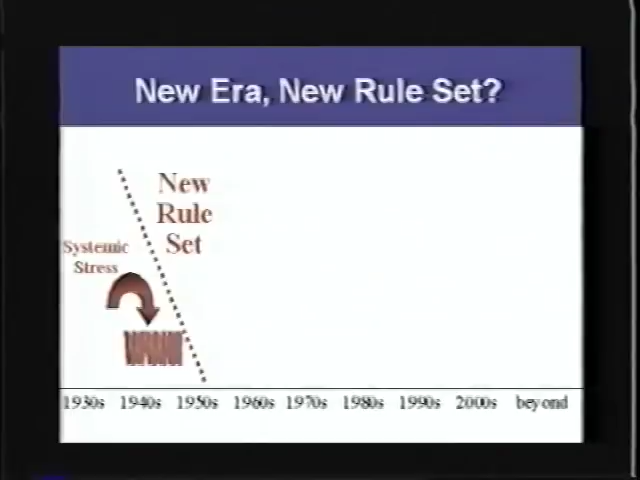 New Era, New Rule Set?
New
Rule
Set
Systemic
Stress
1930s 1940s 1950s 1960s 1970s 1980s 1990s 2000s beyond